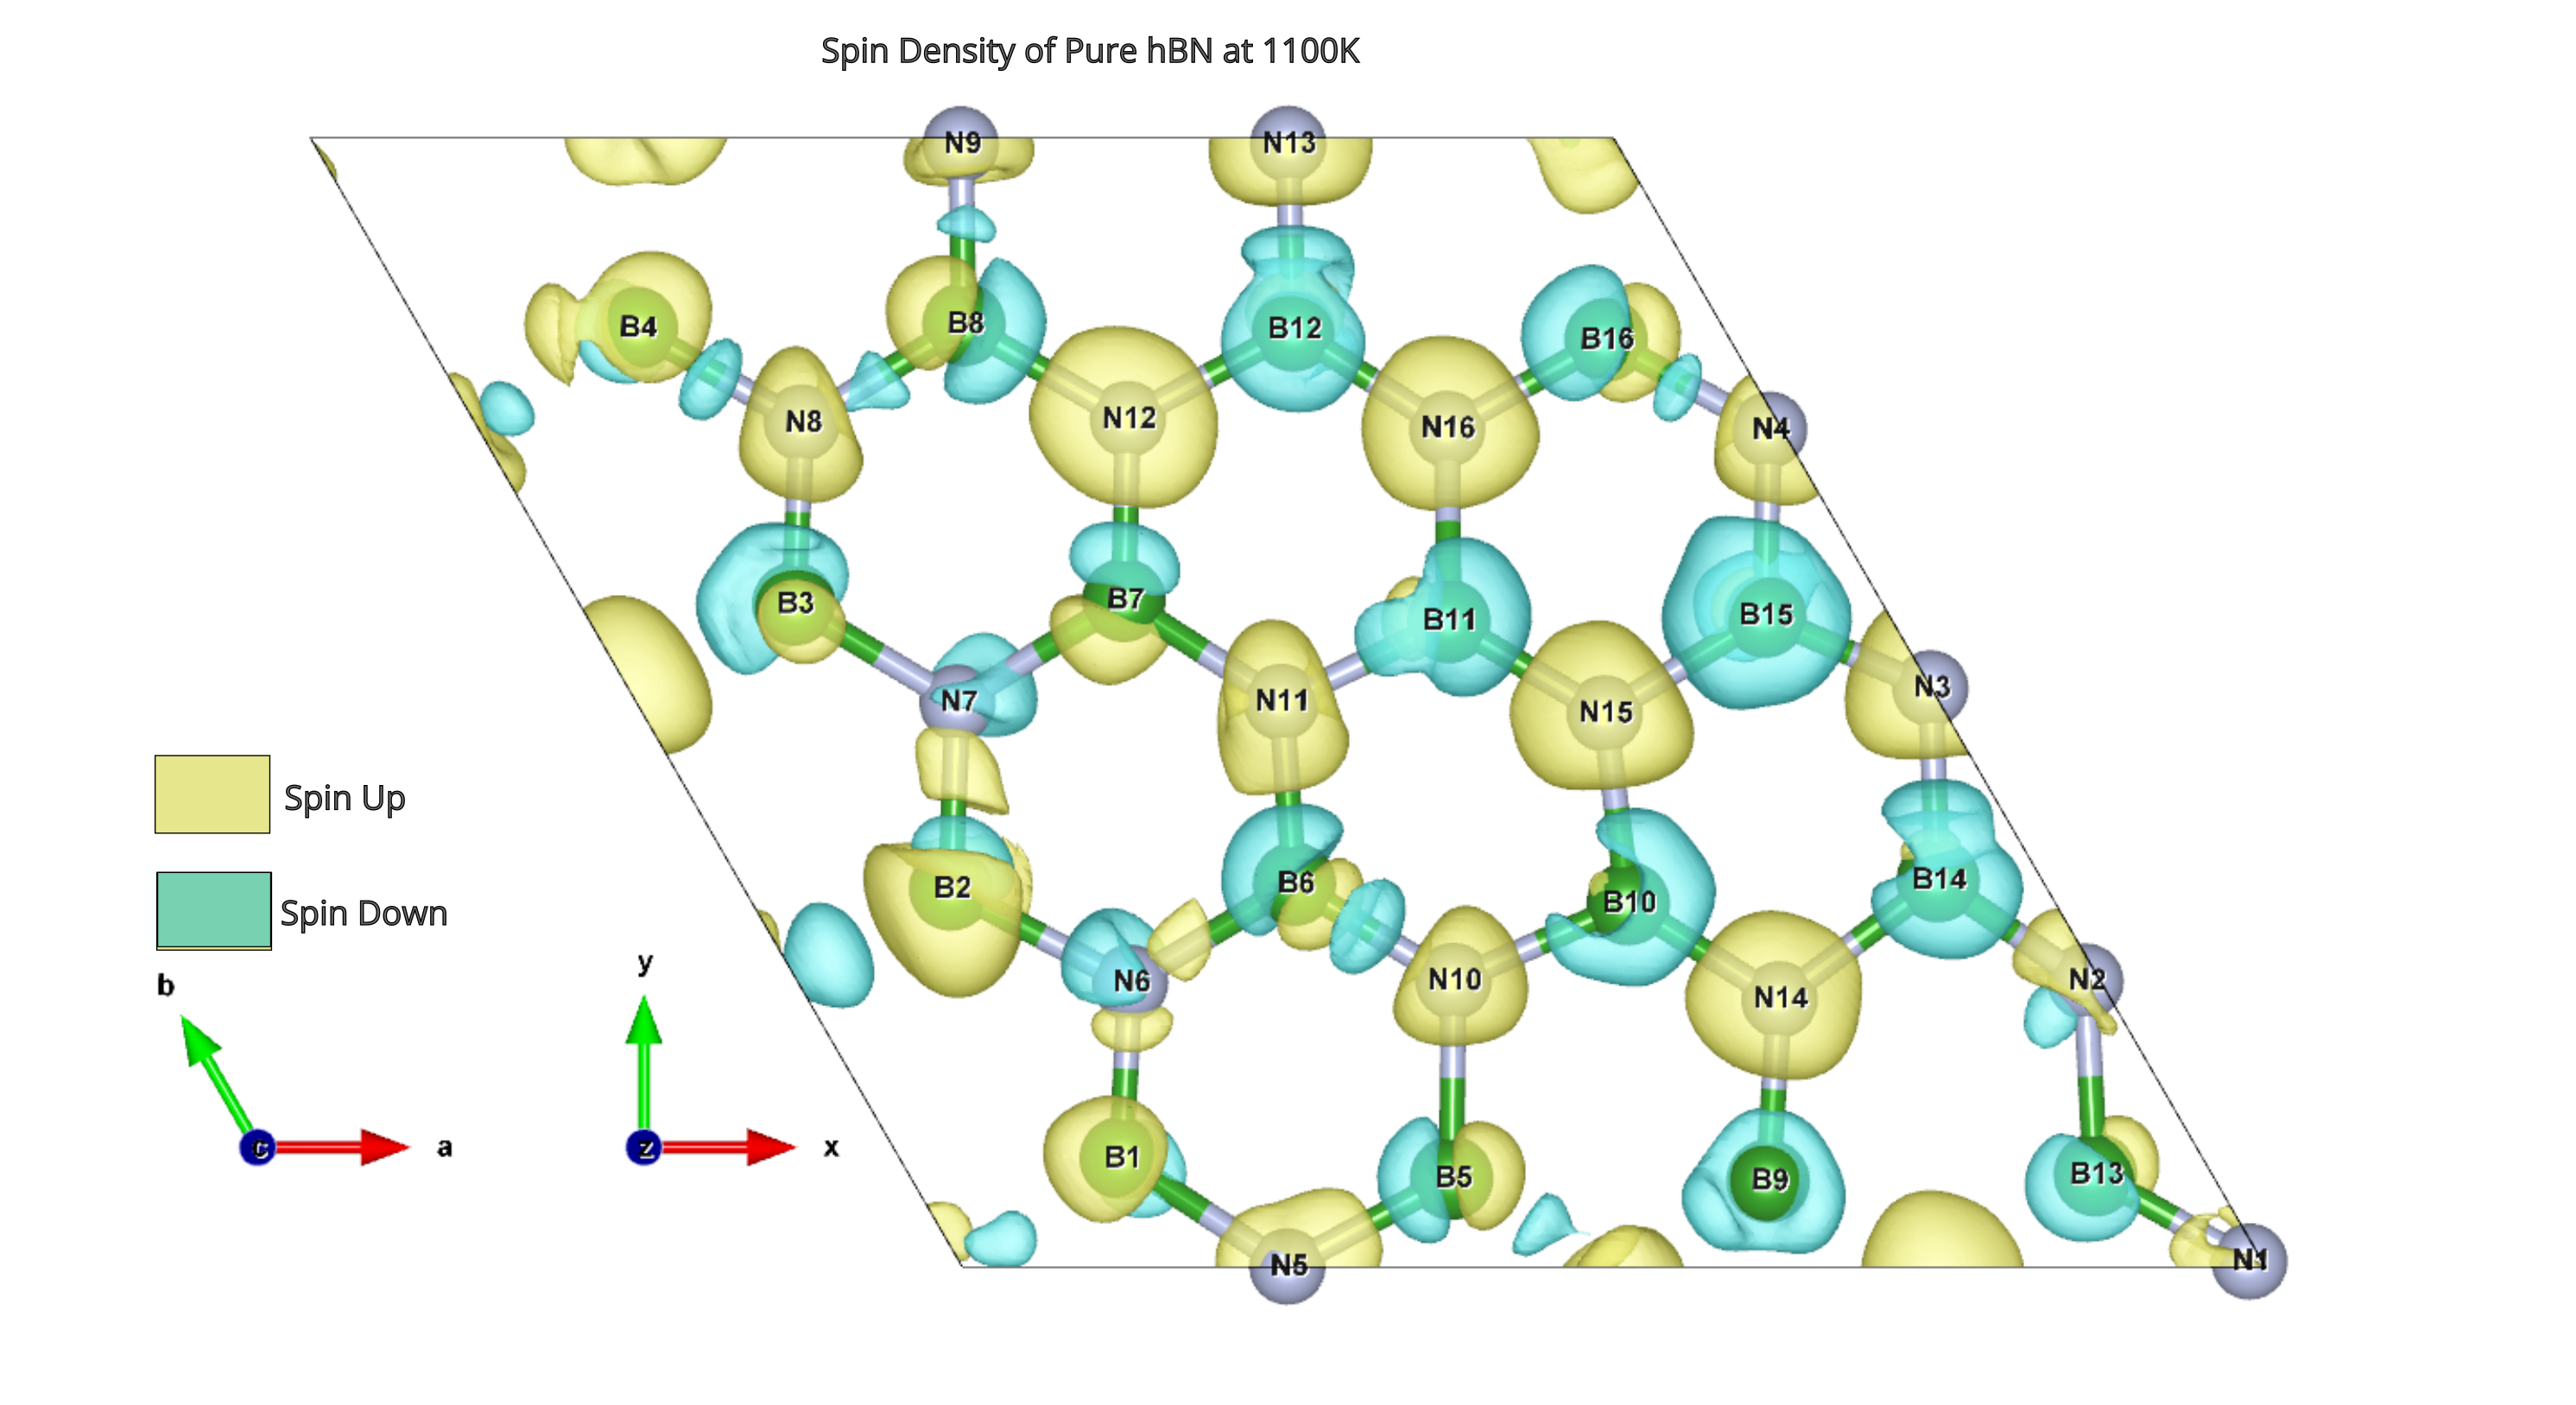 Spin Density of Pure hBN at 1100K
N9 N13
B4 B8 B12 B16
N8 N12 N16 N4
B3 B7 B11 B15
N7 N11 N15 N3
Spin Up
B2 B6 B10 B14
Spin Down
N6 N10 N14 N2
b y
B1 B5 B9 B13
c a z x
N5 N1